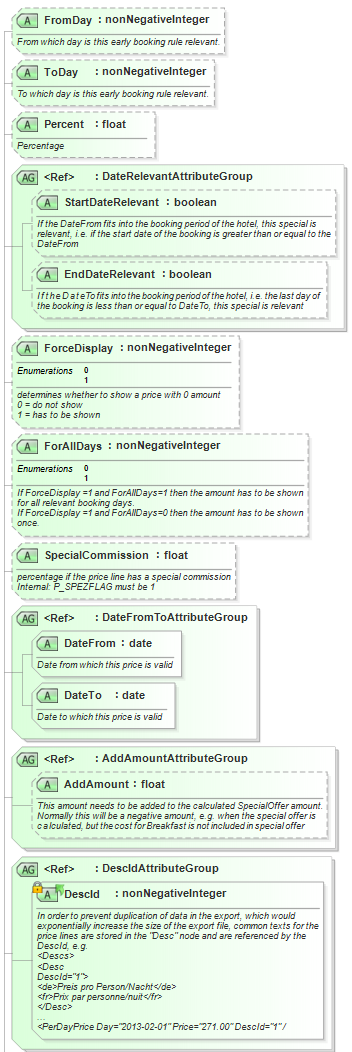 A FromDay : nonNegativeInteger
From which day is this early booking rule relevant.
A ToDay : nonNegativeInteger
To which day is this early booking rule relevant.
A Percent : float
Percentage
AG <Ref> : DateRelevantAttributeGroup
A StartDateRelevant : boolean
If the DateFrom fits into the booking period of the hotel, this special is
relevant, i.e. if the start date of the booking is greater than or equal to the
DateFrom
A EndDateRelevant : boolean
If the DateTo fits into the booking period of the hotel, i.e. the last day of
the booking is less than or equal to DateTo, this special is relevant
A ForceDisplay : nonNegativeInteger
Enumerations 0
1
determines whether to show a price with 0 amount
0 = do not show
1 = has to be shown
A ForAllDays : nonNegativeInteger
Enumerations 0
1
If ForceDisplay =1 and ForAllDays=1 then the amount has to be shown
for all relevant booking days.
If ForceDisplay =1 and ForAllDays=0 then the amount has to be shown
once.
A SpecialCommission : float
percentage if the price line has a special commission
Internal: P_SPEZFLAG must be 1
AG <Ref> : DateFromToAttributeGroup
A DateFrom : date
Date from which this price is valid
A DateTo : date
Date to which this price is valid
AG <Ref> : AddAmountAttributeGroup
A AddAmount : float
This amount needs to be added to the calculated SpecialOffer amount.
Normally this will be a negative amount, e.g. when the special offer is
calculated, but the cost for Breakfast is not included in special offer
AG <Ref> : DescIdAttributeGroup
A DescId : nonNegativeInteger
In order to prevent duplication of data in the export, which would
exponentially increase the size of the export file, common texts for the
price lines are stored in the "Desc" node and are referenced by the
DescId, e.g.
<Descs>
<Desc
DescId="1">
<de>Preis pro Person/Nacht</de>
<fr>Prix par personne/nuit</fr>
</Desc>
...
<PerDayPrice Day="2013-02-01" Price="271.00" DescId="1" /